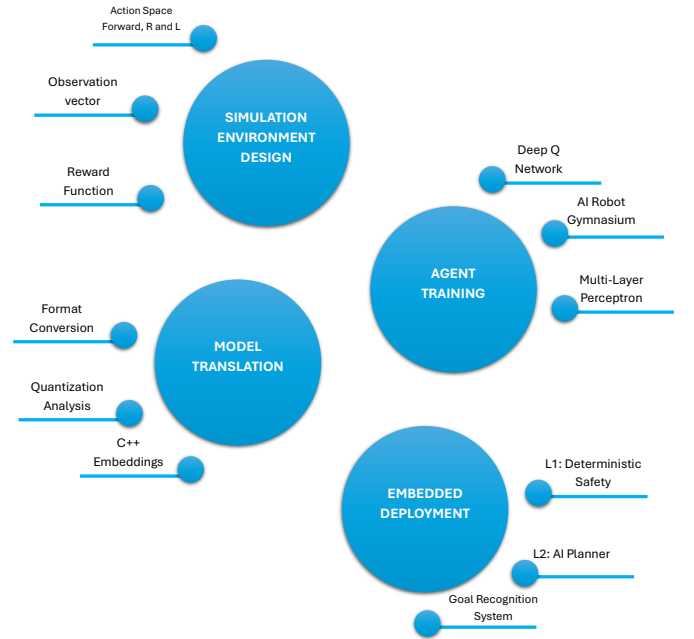 Action Space
Forward, R and L
Observation
vector
Reward
Function
SIMULATION
ENVIRONMENT
DESIGN
Deep Q
Network
AI Robot
Gymnasium
Multi-Layer
Perceptron
AGENT
TRAINING
Format
Conversion
Quantization
Analysis
C++
Embeddings
MODEL
TRANSLATION
L1: Deterministic
Safety
L2: AI Planner
Goal Recognition
System
EMBEDDED
DEPLOYMENT